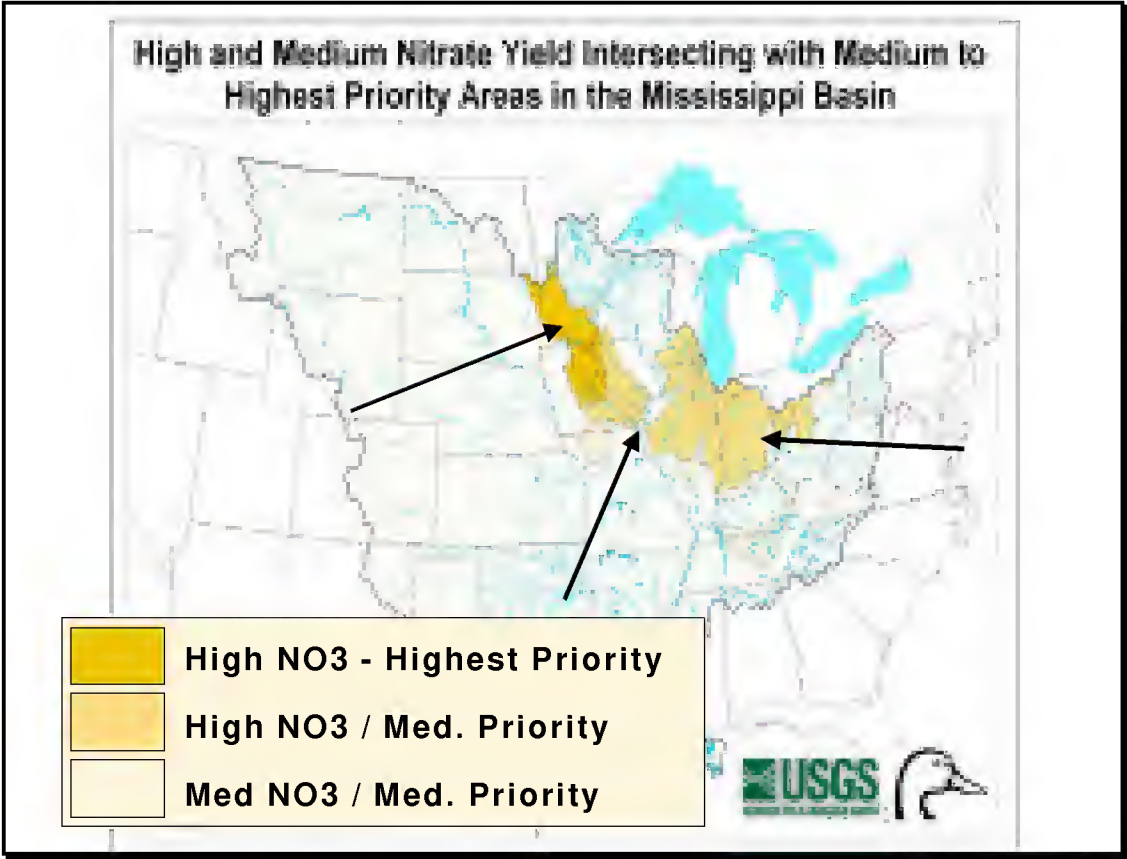 High and Medium Nitrate Yield Intersecting with Medium to
Highest Priority Areas in the Mississippi Basin
High NO3 - Highest Priority
High NO3 / Med. Priority
Med NO3 / Med. Priority
USGS